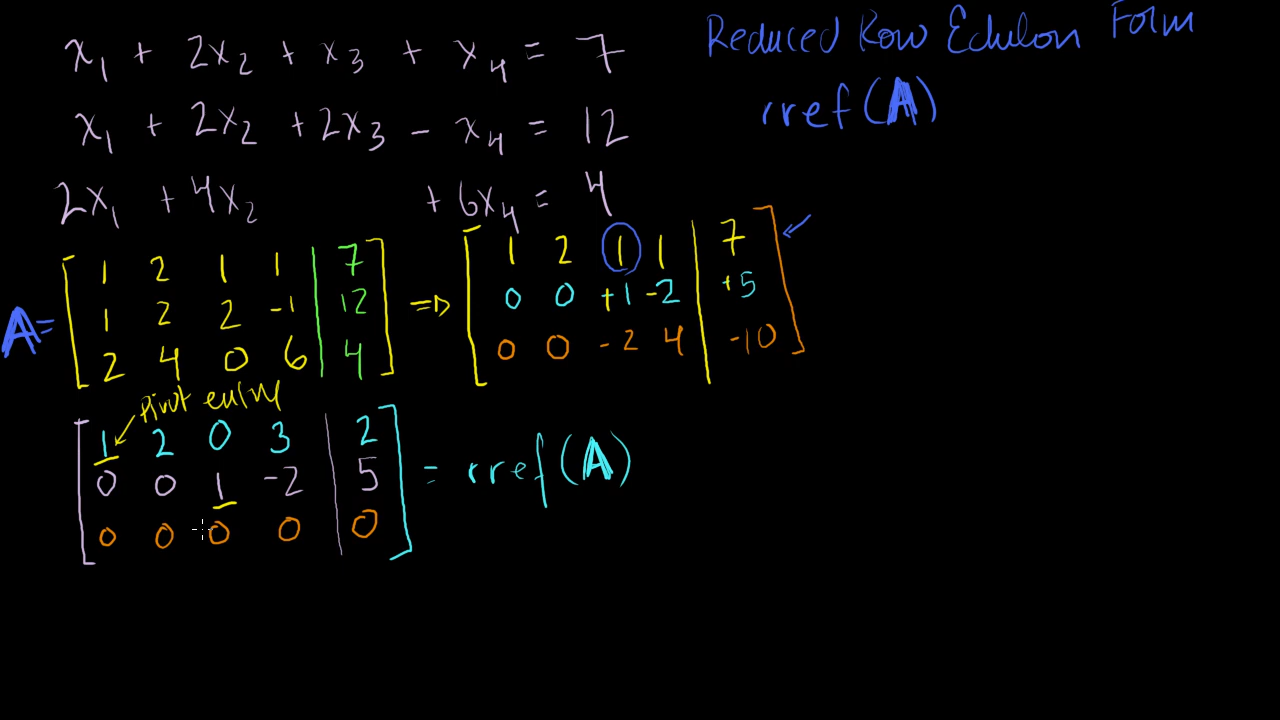 x₁ + 2x₂ + x₃ + x₄ = 7
x₁ + 2x₂ + 2x₃ - x₄ = 12
2x₁ + 4x₂ + 6x₄ = 4
Reduced Row Echelon Form
rref(A)
A = [ 1 2 1 1 | 7 ]
[ 1 2 2 -1 | 12 ]
[ 2 4 0 6 | 4 ]
⇒ [ 1 2 1 1 | 7 ]
[ 0 0 +1 -2 | +5 ]
[ 0 0 -2 4 | -10 ]
Pivot entry
[ 1 2 0 3 | 2 ]
[ 0 0 1 -2 | 5 ] = rref(A)
[ 0 0 0 0 | 0 ]